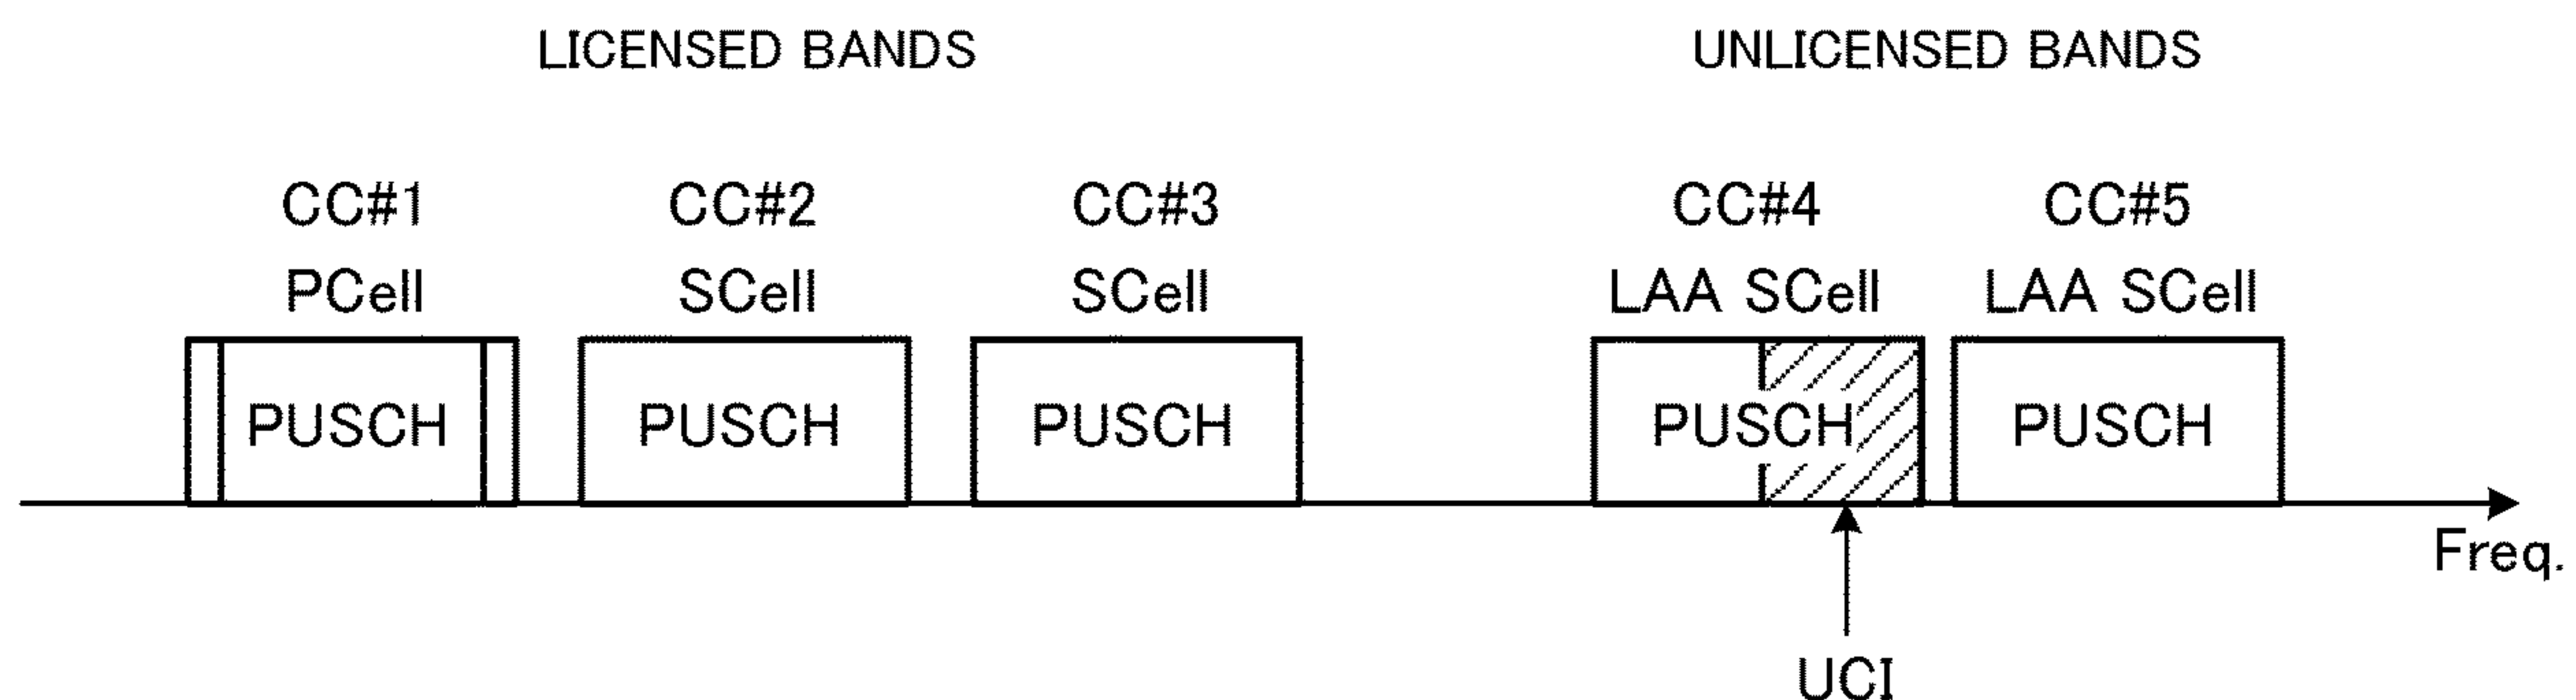 LICENSED BANDS
UNLICENSED BANDS
CC#1
CC#2
CC#3
CC#4
CC#5
PCell
SCell
SCell
LAA SCell
LAA SCell
PUSCH
PUSCH
PUSCH
PUSCH
PUSCH
Freq.
UCI